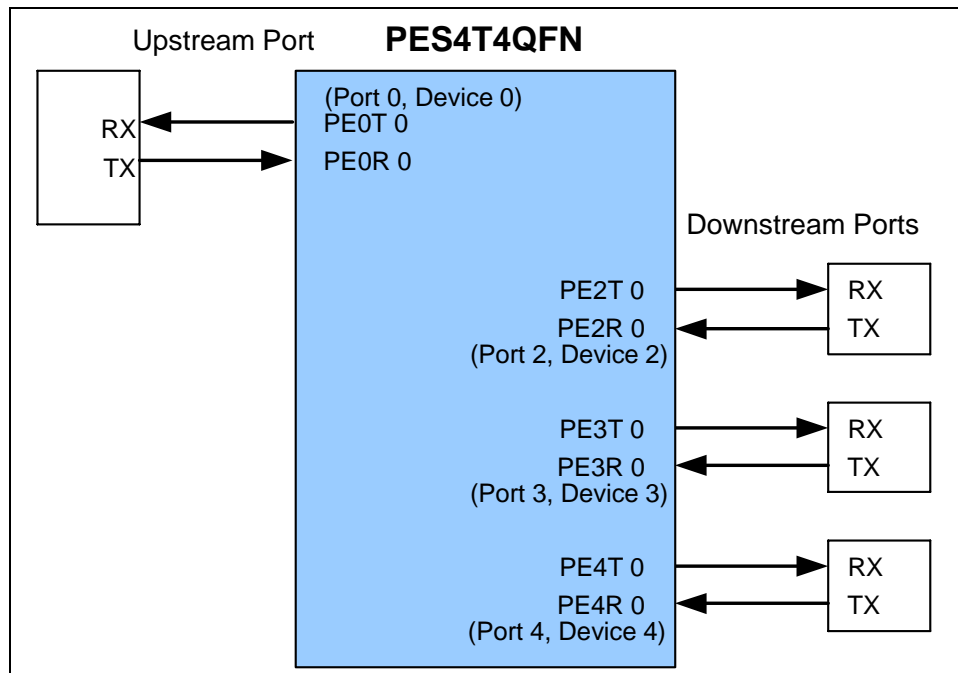 Upstream Port
PES4T4QFN
(Port 0, Device 0)
RX
PE0T 0
TX
PE0R 0
Downstream Ports
PE2T 0
RX
PE2R 0
TX
(Port 2, Device 2)
PE3T 0
RX
PE3R 0
TX
(Port 3, Device 3)
PE4T 0
RX
PE4R 0
TX
(Port 4, Device 4)